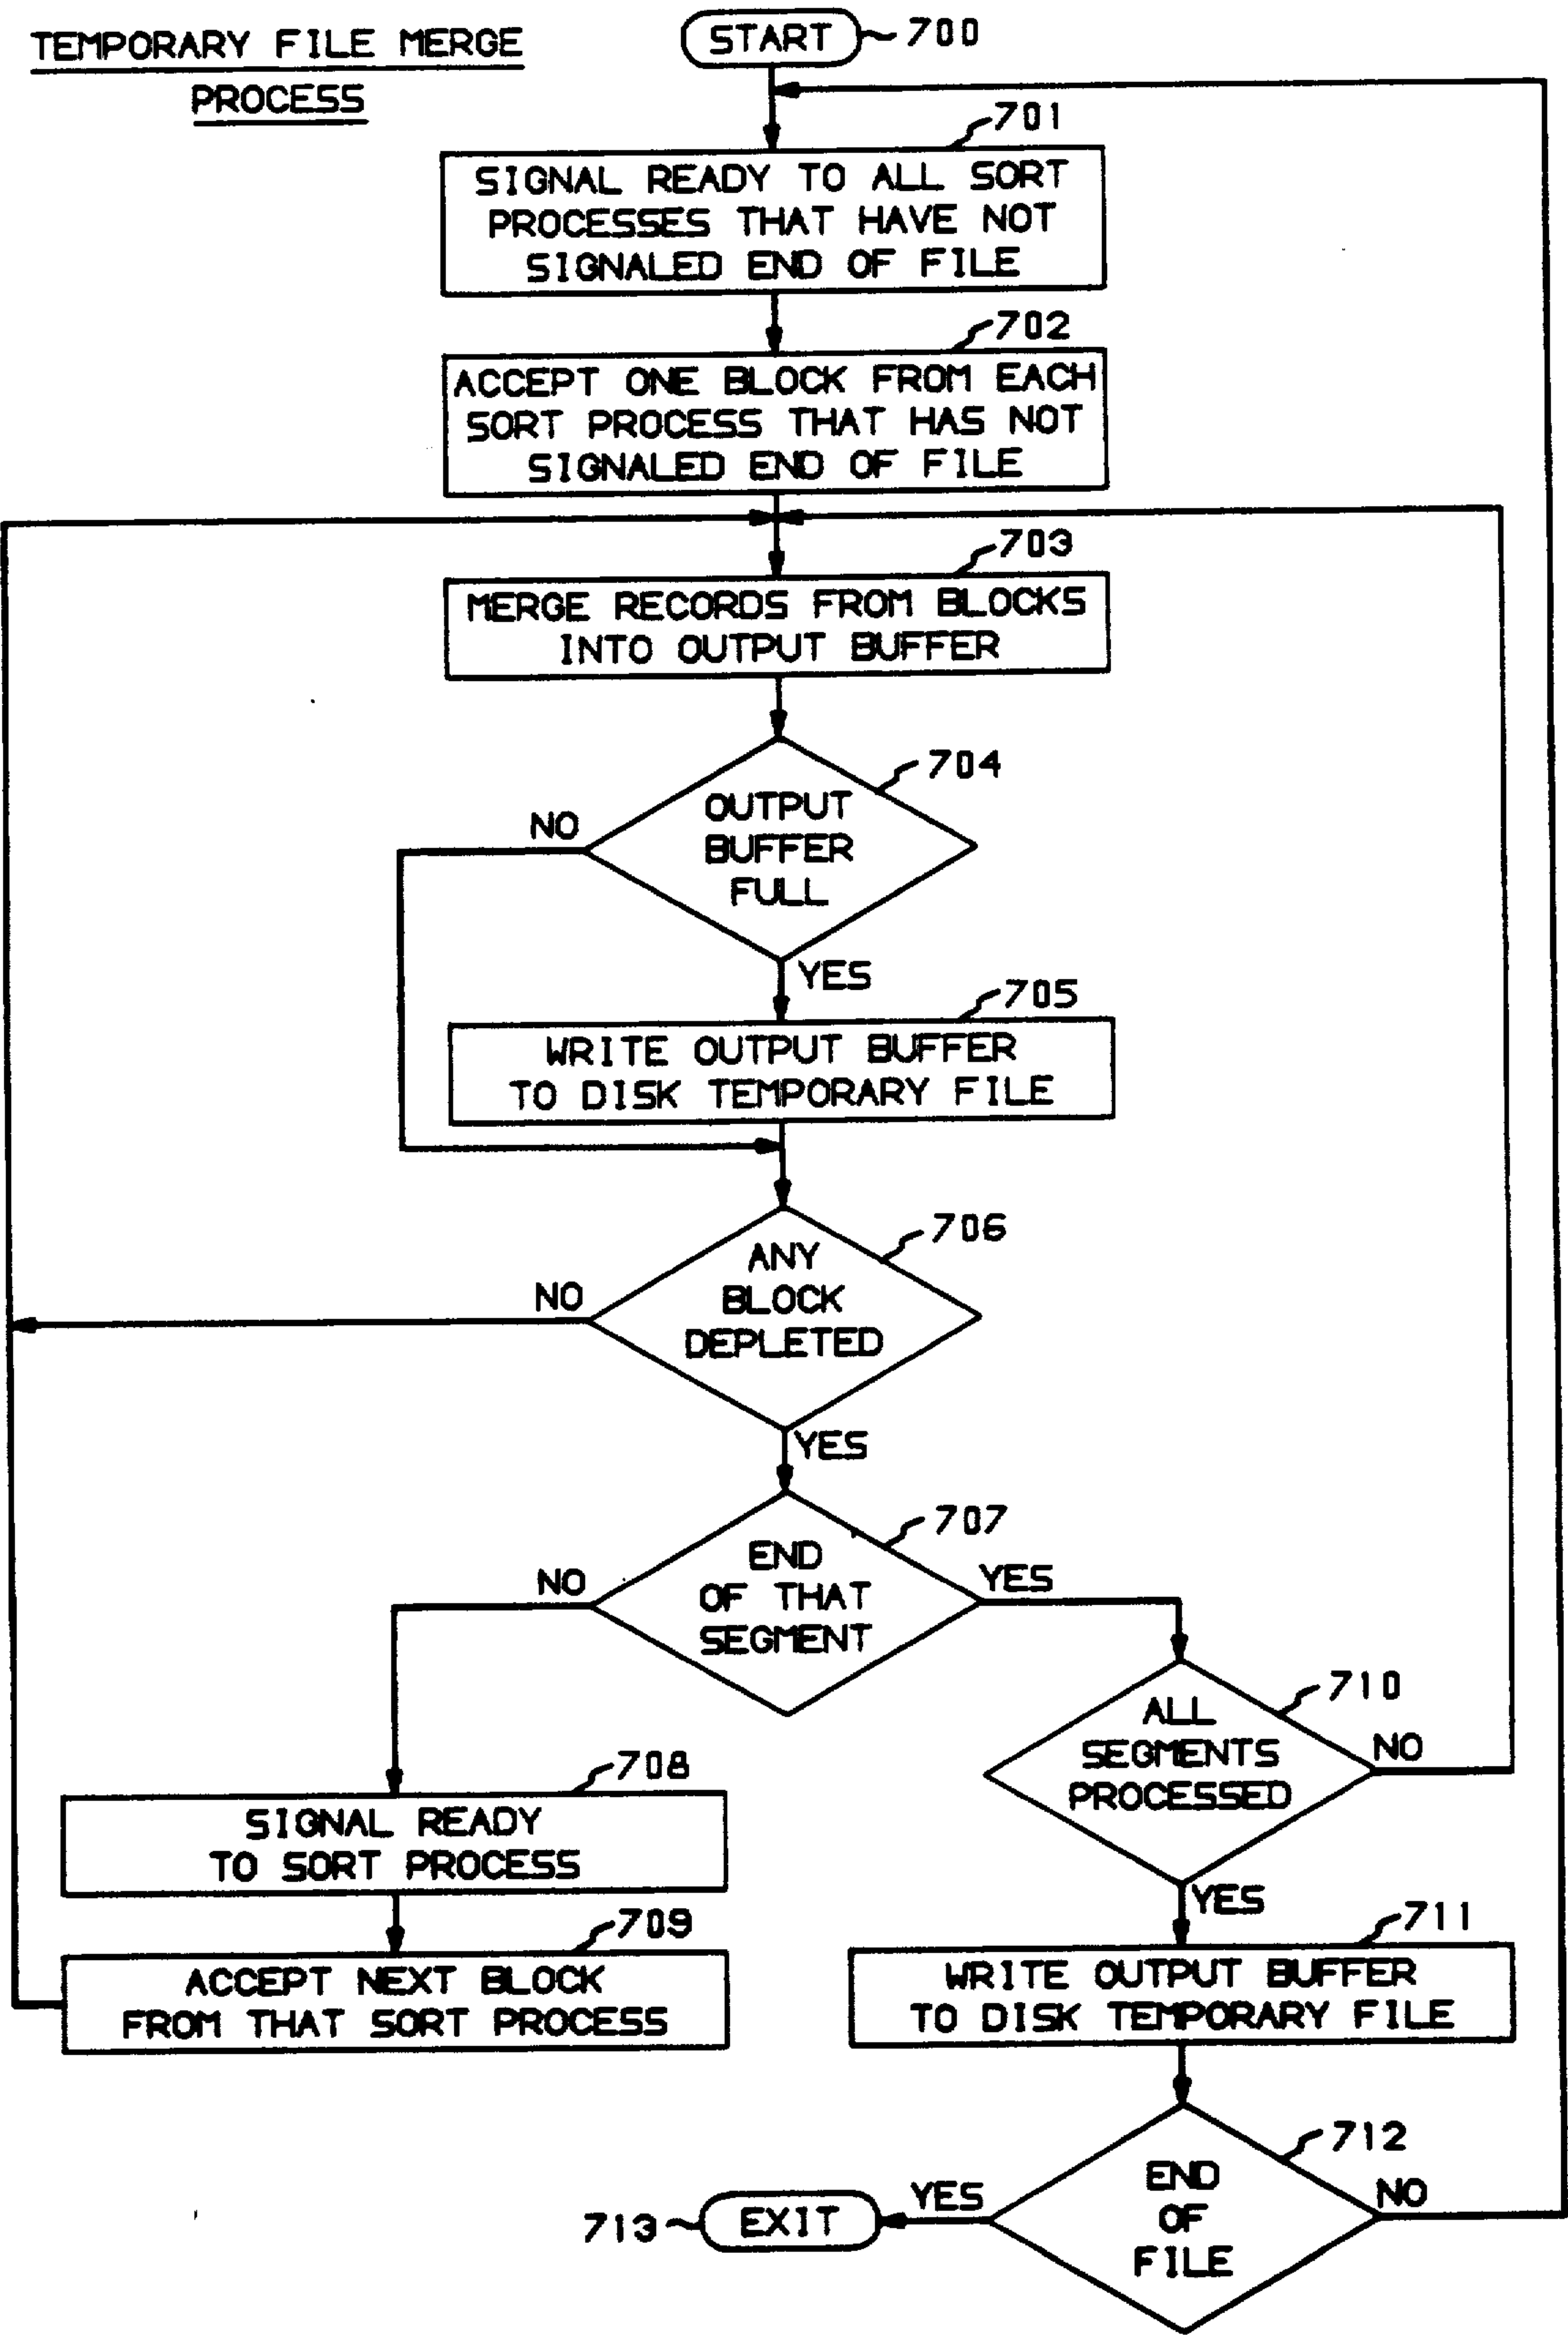 TEMPORARY FILE MERGE
PROCESS
START
700
701
SIGNAL READY TO ALL SORT
PROCESSES THAT HAVE NOT
SIGNALED END OF FILE
702
ACCEPT ONE BLOCK FROM EACH
SORT PROCESS THAT HAS NOT
SIGNALED END OF FILE
703
MERGE RECORDS FROM BLOCKS
INTO OUTPUT BUFFER
704
OUTPUT
BUFFER
FULL
NO
YES
705
WRITE OUTPUT BUFFER
TO DISK TEMPORARY FILE
706
ANY
BLOCK
DEPLETED
NO
YES
707
END
OF THAT
SEGMENT
NO
YES
710
ALL
SEGMENTS
PROCESSED
NO
YES
708
SIGNAL READY
TO SORT PROCESS
709
ACCEPT NEXT BLOCK
FROM THAT SORT PROCESS
711
WRITE OUTPUT BUFFER
TO DISK TEMPORARY FILE
712
END
OF
FILE
NO
YES
713
EXIT